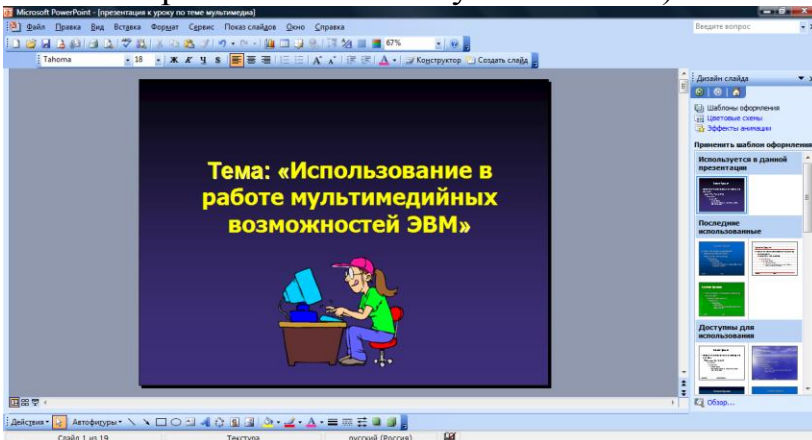 Microsoft PowerPoint - [презентация к уроку по теме мультимедиа]
Файл Правка Вид Вставка Формат Сервис Показ слайдов Окно Справка
Введите вопрос
67%
Tahoma 18 Ж К Ч S Конструктор Создать слайд
Дизайн слайда
Шаблоны оформления
Цветовые схемы
Эффекты анимации
Применить шаблон оформления
Используется в данной
презентации
Последние
использованные
Доступны для
использования
Обзор...
Тема: «Использование в
работе мультимедийных
возможностей ЭВМ»
Действия Автофигуры
Слайд 1 из 19 Текстура русский (Россия)